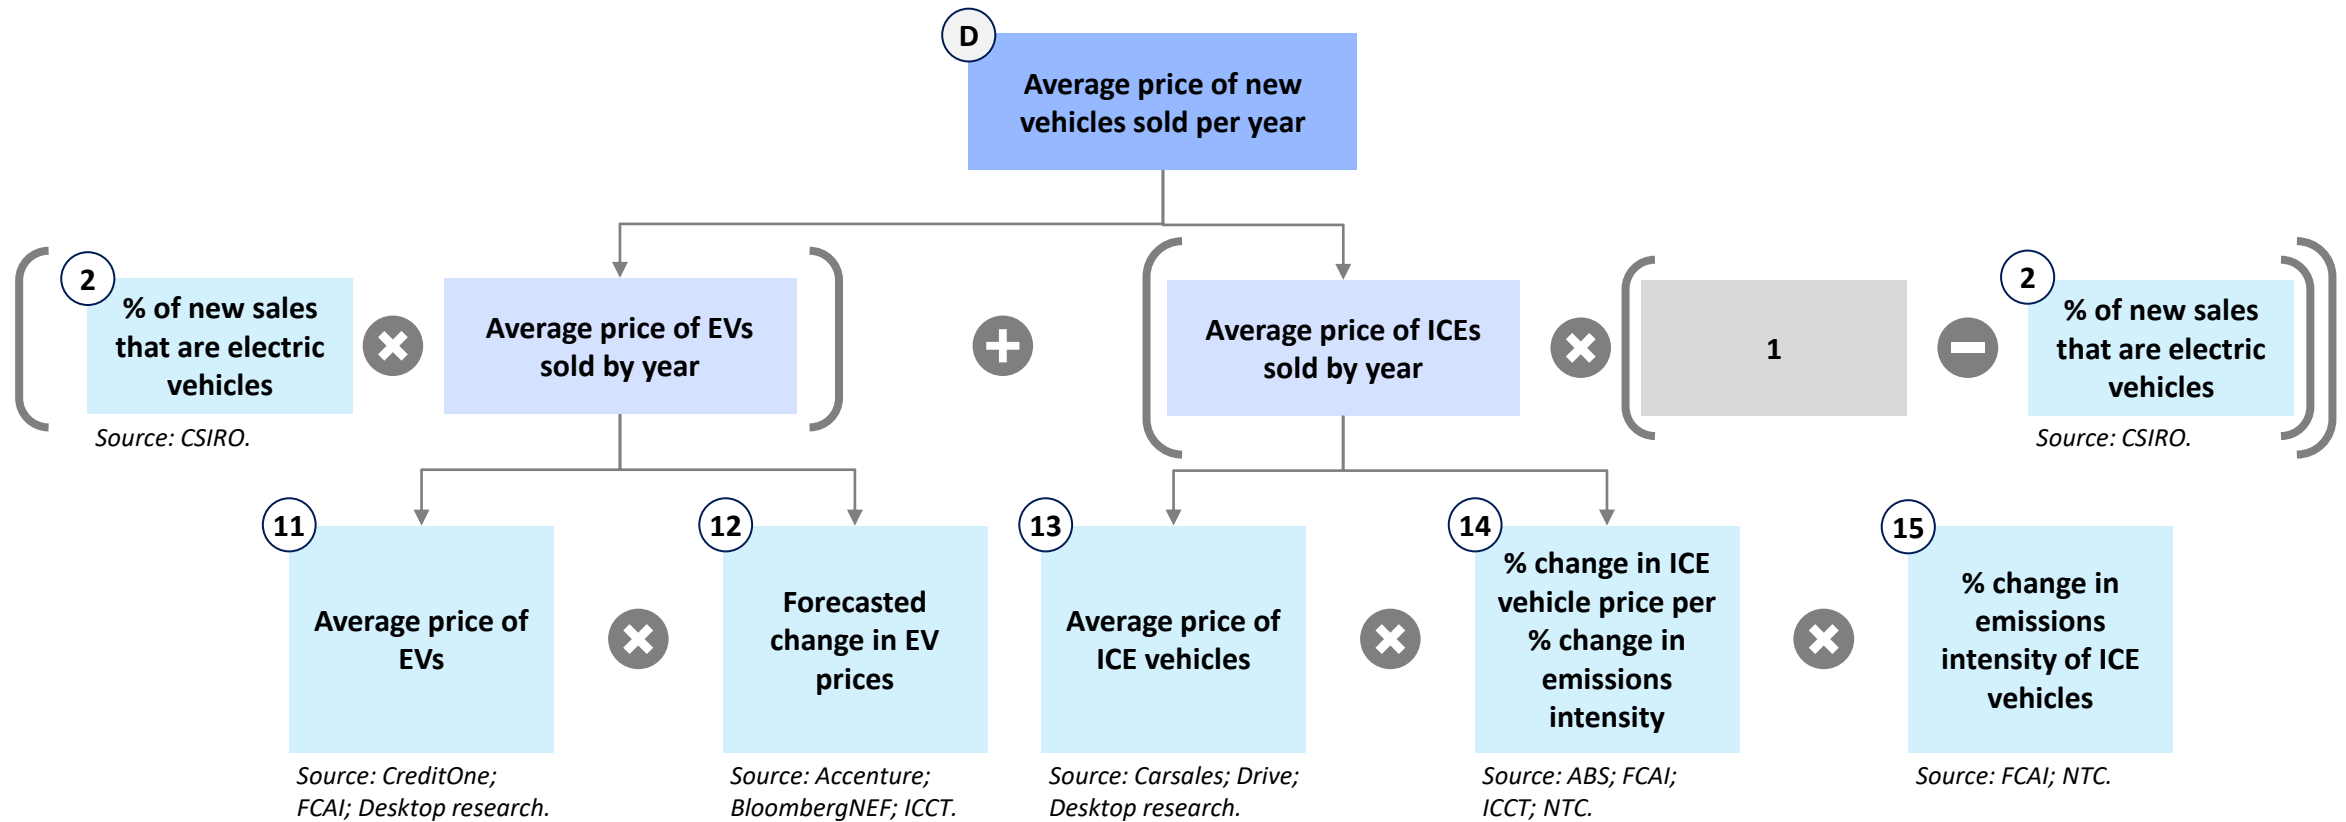 D
Average price of new
vehicles sold per year
2
% of new sales
that are electric
vehicles
Source: CSIRO.
Average price of EVs
sold by year
Average price of ICEs
sold by year
1
2
% of new sales
that are electric
vehicles
Source: CSIRO.
11
Average price of
EVs
Source: CreditOne;
FCAI; Desktop research.
12
Forecasted
change in EV
prices
Source: Accenture;
BloombergNEF; ICCT.
13
Average price of
ICE vehicles
Source: Carsales; Drive;
Desktop research.
14
% change in ICE
vehicle price per
% change in
emissions
intensity
Source: ABS; FCAI;
ICCT; NTC.
15
% change in
emissions
intensity of ICE
vehicles
Source: FCAI; NTC.